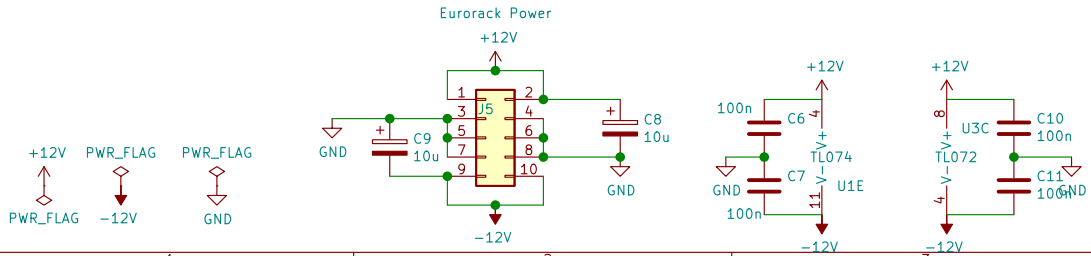 Eurorack Power
+12V
1 2
3 J5 4
5 6
7 8
9 10
+
C9
10u
+
C8
10u
GND
GND
-12V
+12V
PWR_FLAG
PWR_FLAG
-12V
PWR_FLAG
GND
+12V
100n
C6
4
V+
TL074
GND
C7
V-
U1E
11
100n
-12V
+12V
8
U3C
C10
100n
V+
TL072
V-
C11
100n
GND
4
-12V
2
3